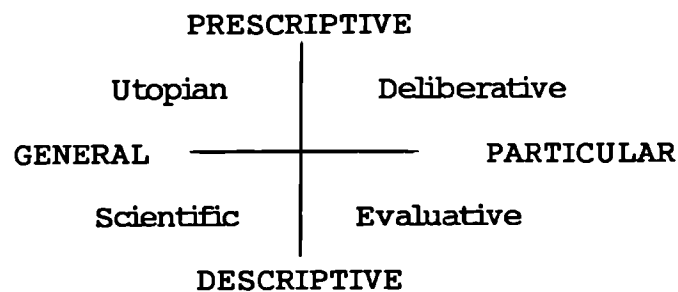 PRESCRIPTIVE
Utopian Deliberative
GENERAL PARTICULAR
Scientific Evaluative
DESCRIPTIVE